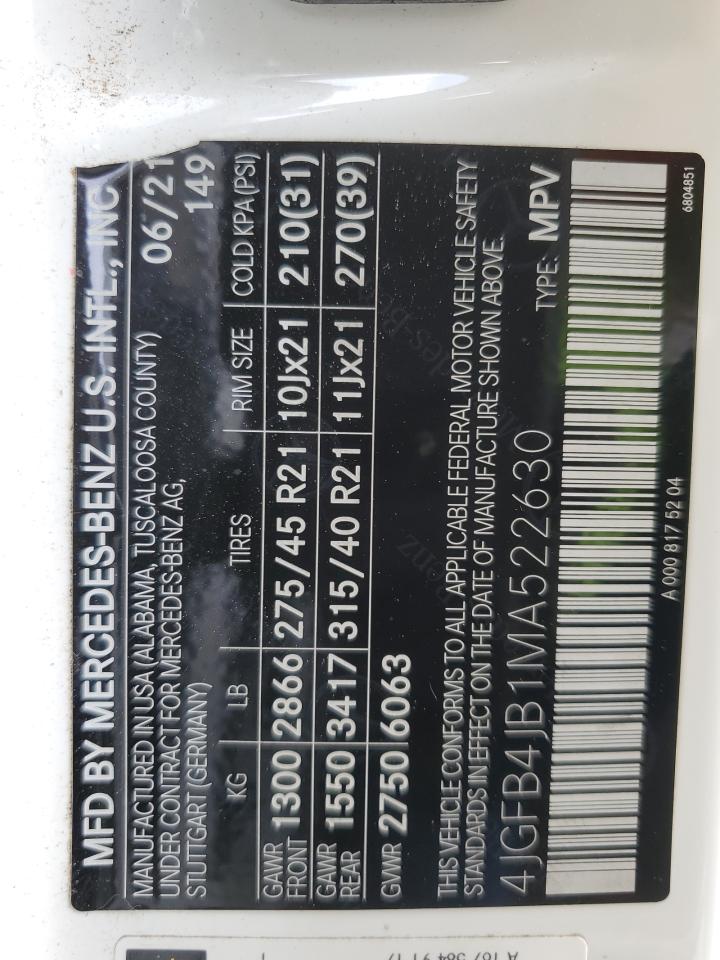 MFD BY MERCEDES-BENZ U.S. INTL., INC
MANUFACTURED IN USA (ALABAMA, TUSCALOOSA COUNTY) 06/21
UNDER CONTRACT FOR MERCEDES-BENZ AG,
STUTTGART (GERMANY) 149
KG LB TIRES RIM SIZE COLD KPA(PSI)
GAWR FRONT 1300 2866 275/45 R21 10Jx21 210(31)
GAWR REAR 1550 3417 315/40 R21 11Jx21 270(39)
GVWR 2750 6063
THIS VEHICLE CONFORMS TO ALL APPLICABLE FEDERAL MOTOR VEHICLE SAFETY
STANDARDS IN EFFECT ON THE DATE OF MANUFACTURE SHOWN ABOVE.
4JGFB4JB1MA522630 TYPE: MPV
A 000 817 52 04
6804851